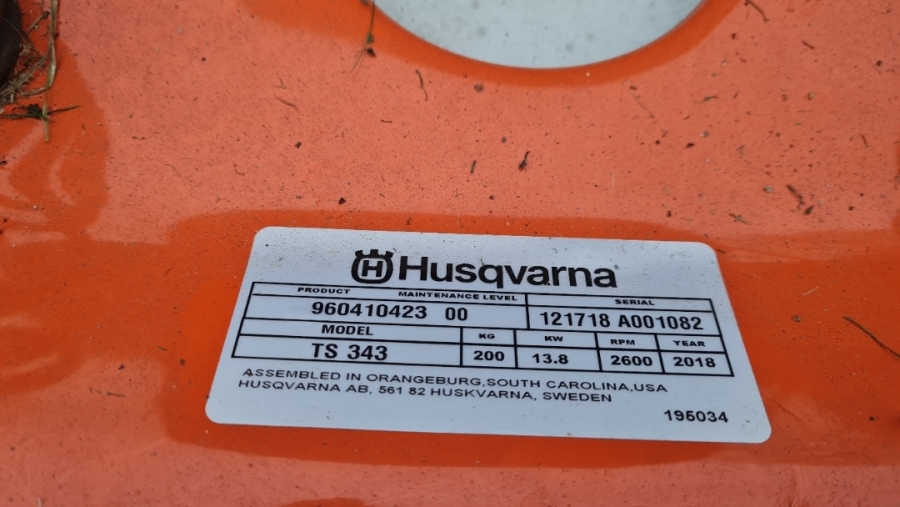 Husqvarna
PRODUCT MAINTENANCE LEVEL SERIAL
960410423 00 121718 A001082
MODEL KG KW RPM YEAR
TS 343 200 13.8 2600 2018
ASSEMBLED IN ORANGEBURG,SOUTH CAROLINA,USA
HUSQVARNA AB, 561 82 HUSKVARNA, SWEDEN
195034